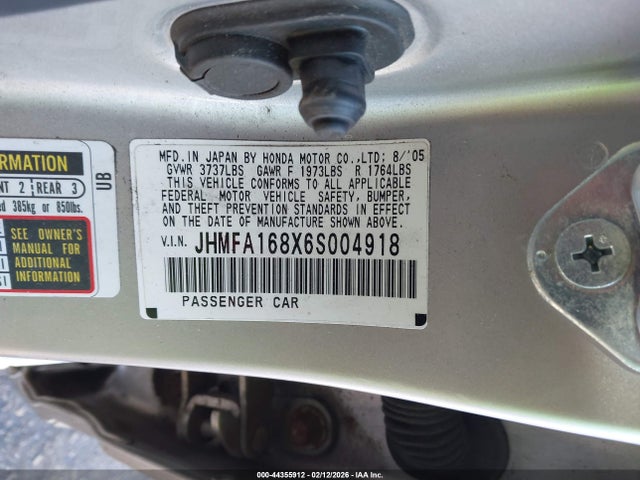 MFD.IN JAPAN BY HONDA MOTOR CO.,LTD: 8/'05
GVWR 3737LBS GAWR F 1973LBS R 1764LBS
THIS VEHICLE CONFORMS TO ALL APPLICABLE
FEDERAL MOTOR VEHICLE SAFETY, BUMPER,
AND THEFT PREVENTION STANDARDS IN EFFECT
ON THE DATE OF MANUFACTURE SHOWN ABOVE.
V.I.N. JHMFA168X6S004918
PASSENGER CAR
UB
2 REAR 3
385kg or 850lbs.
SEE OWNER'S
MANUAL FOR
ADDITIONAL
INFORMATION
000-44355912 - 02/12/2026 - IAA Inc.